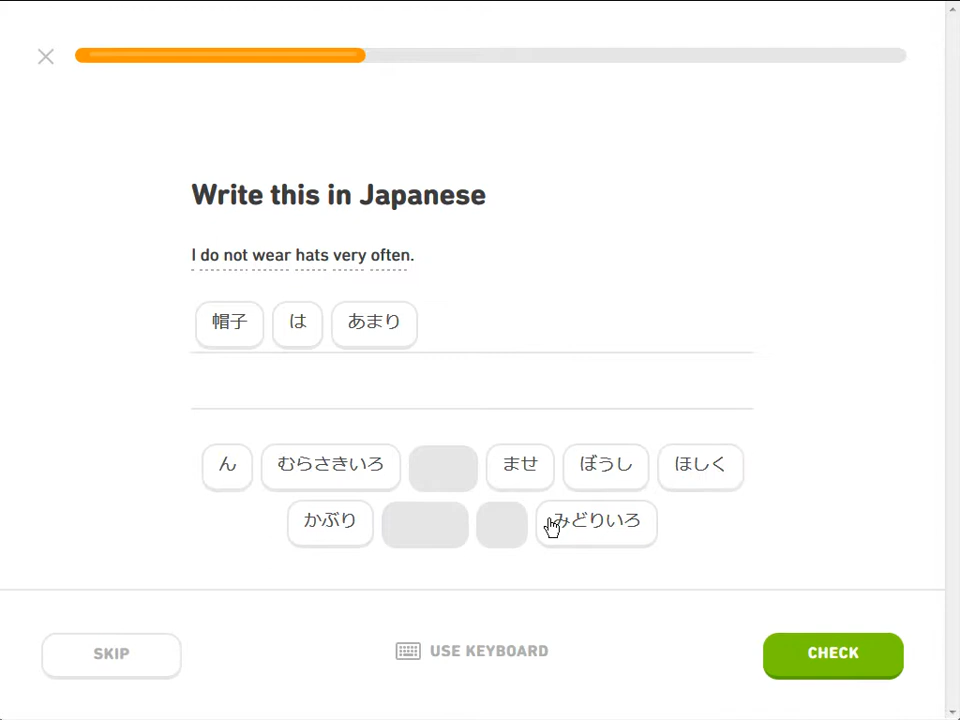 Write this in Japanese
I do not wear hats very often.
帽子 は あまり
ん むらさきいろ ませ ぼうし ほしく
かぶり みどりいろ
SKIP USE KEYBOARD CHECK